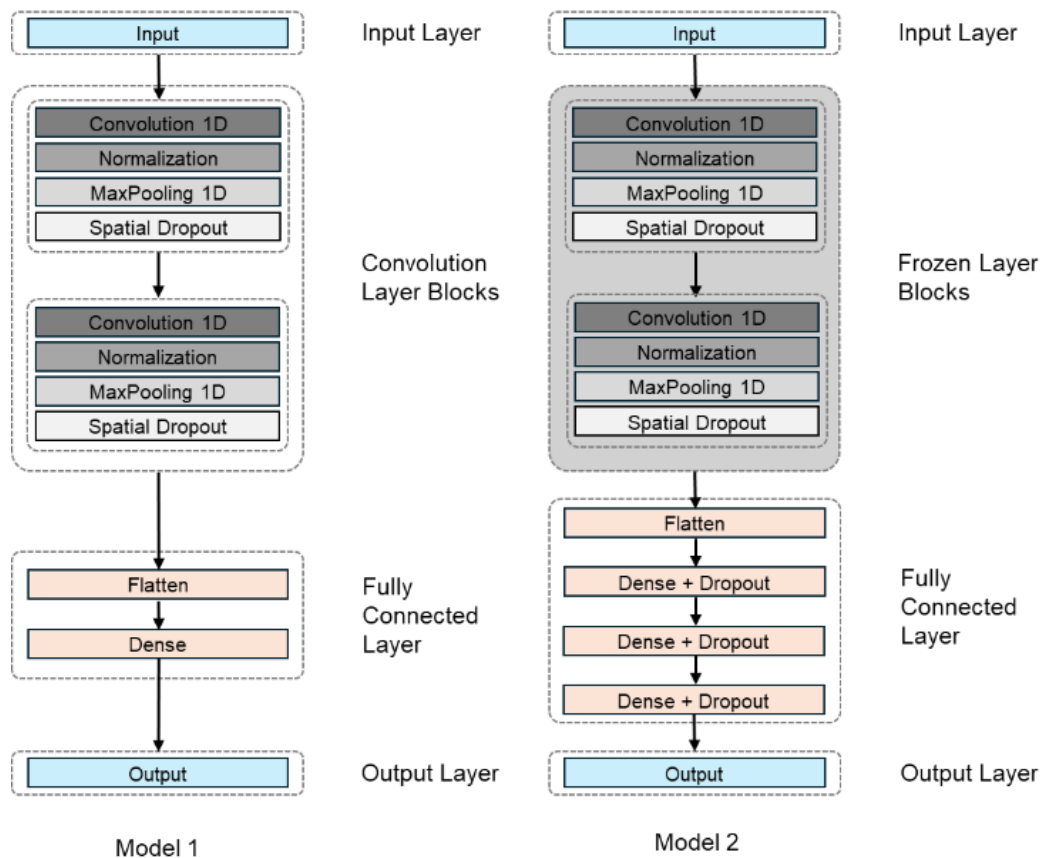 Input
Input Layer
Convolution 1D
Normalization
MaxPooling 1D
Spatial Dropout
Convolution 1D
Normalization
MaxPooling 1D
Spatial Dropout
Convolution
Layer Blocks
Flatten
Dense
Fully
Connected
Layer
Output
Output Layer
Model 1
Input
Input Layer
Convolution 1D
Normalization
MaxPooling 1D
Spatial Dropout
Convolution 1D
Normalization
MaxPooling 1D
Spatial Dropout
Frozen Layer
Blocks
Flatten
Dense + Dropout
Dense + Dropout
Dense + Dropout
Fully
Connected
Layer
Output
Output Layer
Model 2